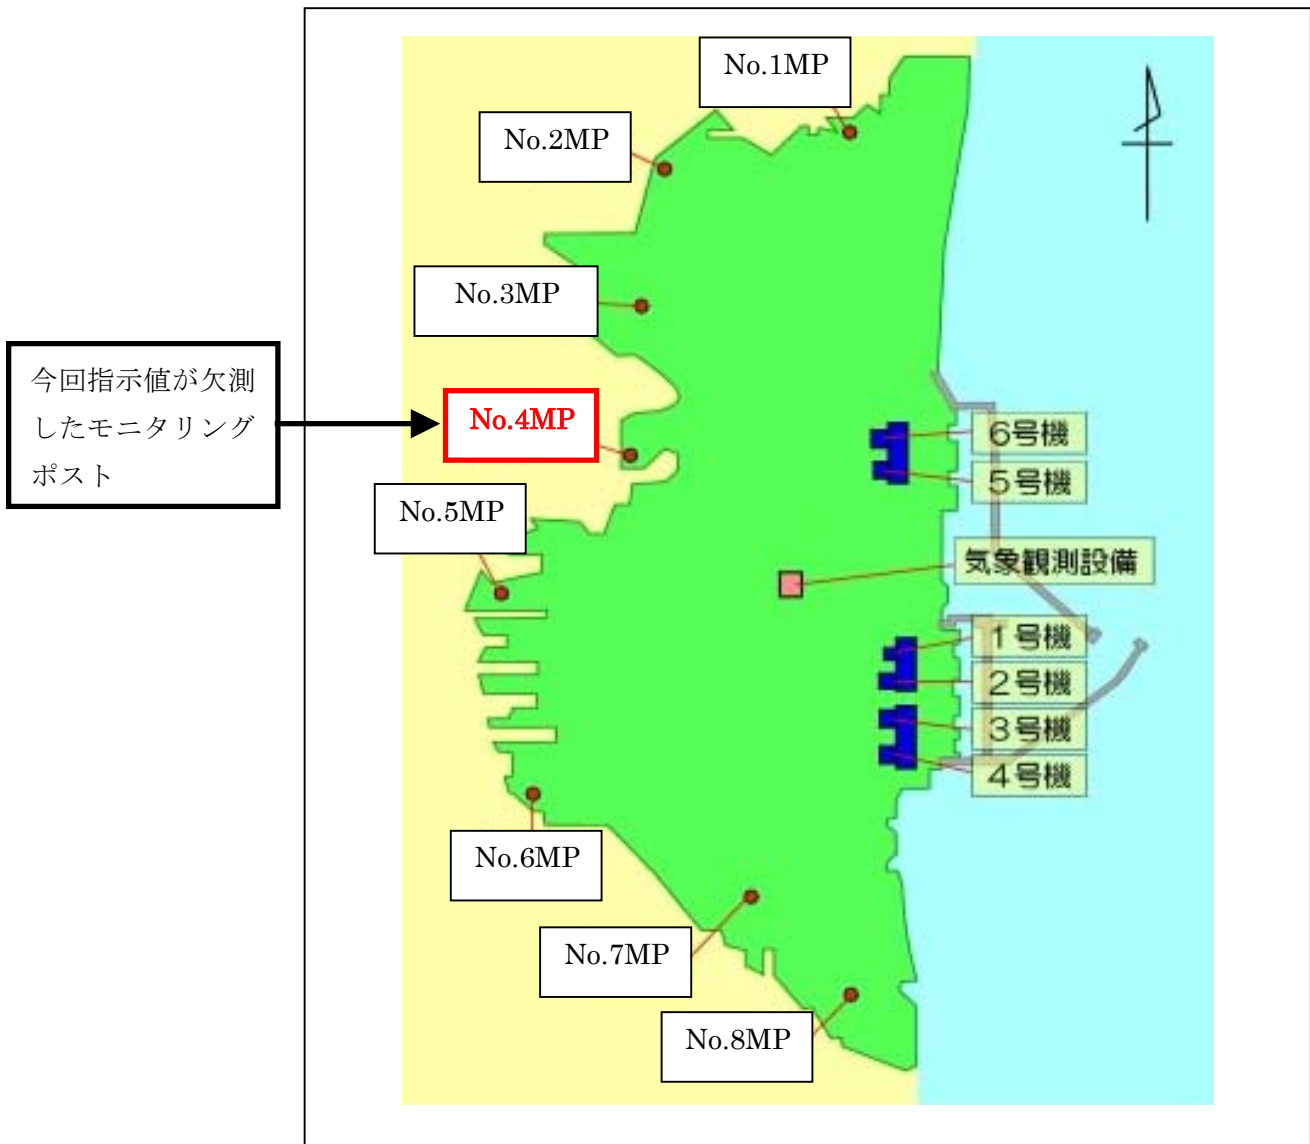 No.1MP
No.2MP
No.3MP
今回指示値が欠測
したモニタリング
ポスト
No.4MP
6号機
5号機
No.5MP
気象観測設備
1号機
2号機
3号機
4号機
No.6MP
No.7MP
No.8MP